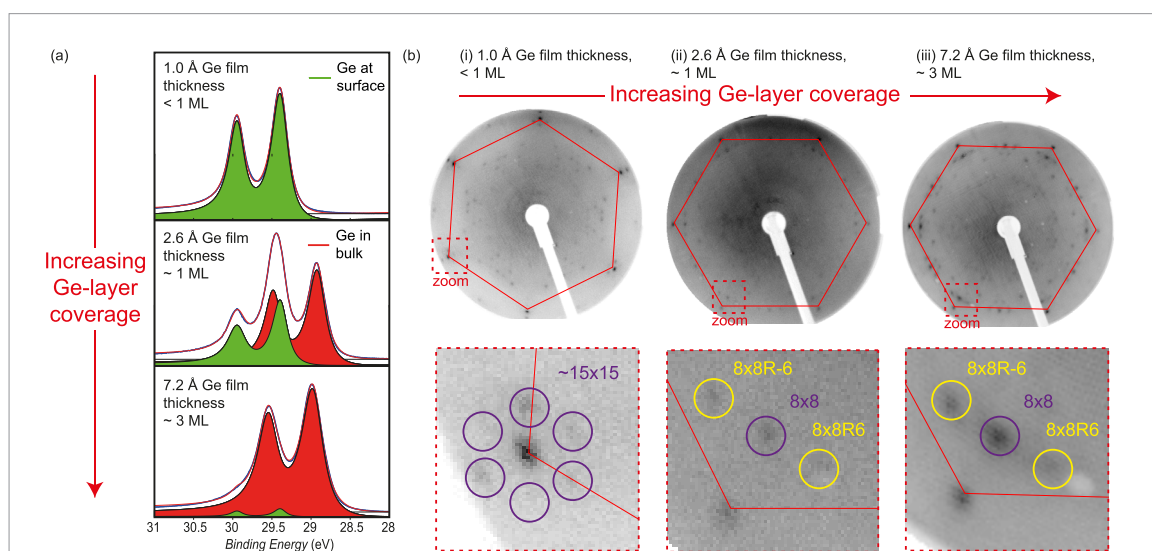 (a)
1.0 Å Ge film
thickness
< 1 ML
Ge at
surface
2.6 Å Ge film
thickness
~ 1 ML
Ge in
bulk
7.2 Å Ge film
thickness
~ 3 ML
Increasing
Ge-layer
coverage
31 30.5 30 29.5 29 28.5 28
Binding Energy (eV)
(b)
(i) 1.0 Å Ge film thickness,
< 1 ML
(ii) 2.6 Å Ge film thickness,
~ 1 ML
(iii) 7.2 Å Ge film thickness,
~ 3 ML
Increasing Ge-layer coverage
zoom
zoom
zoom
~15x15
8x8R-6
8x8
8x8R6
8x8R-6
8x8
8x8R6